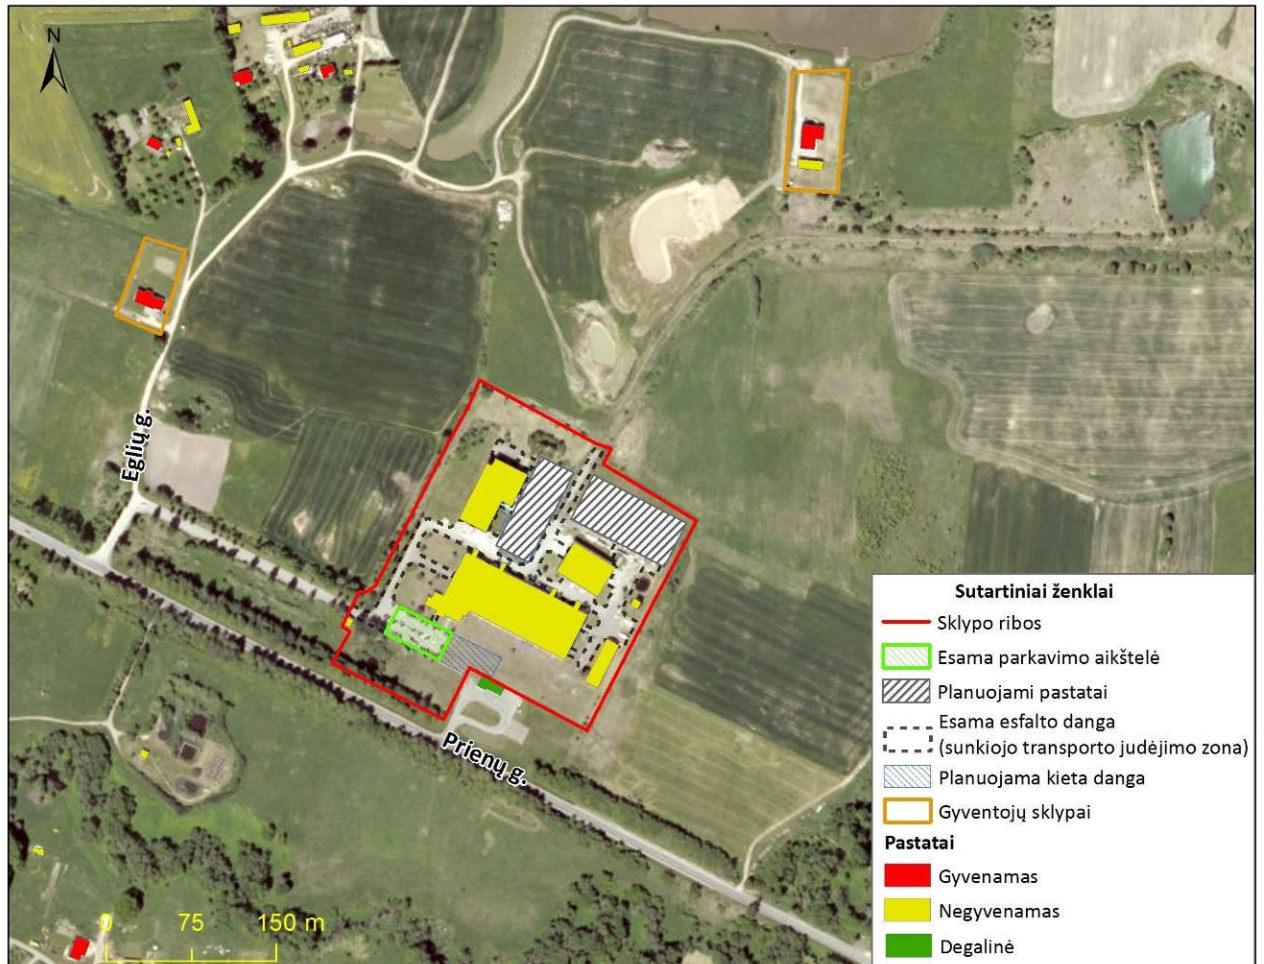 N
Eglių g.
Prienų g.
0 75 150 m
Sutartiniai ženklai
Sklypo ribos
Esama parkavimo aikštelė
Planuojami pastatai
Esama esfalto danga
(sunkiojo transporto judėjimo zona)
Planuojama kieta danga
Gyventojų sklypai
Pastatai
Gyvenamas
Negyvenamas
Degalinė